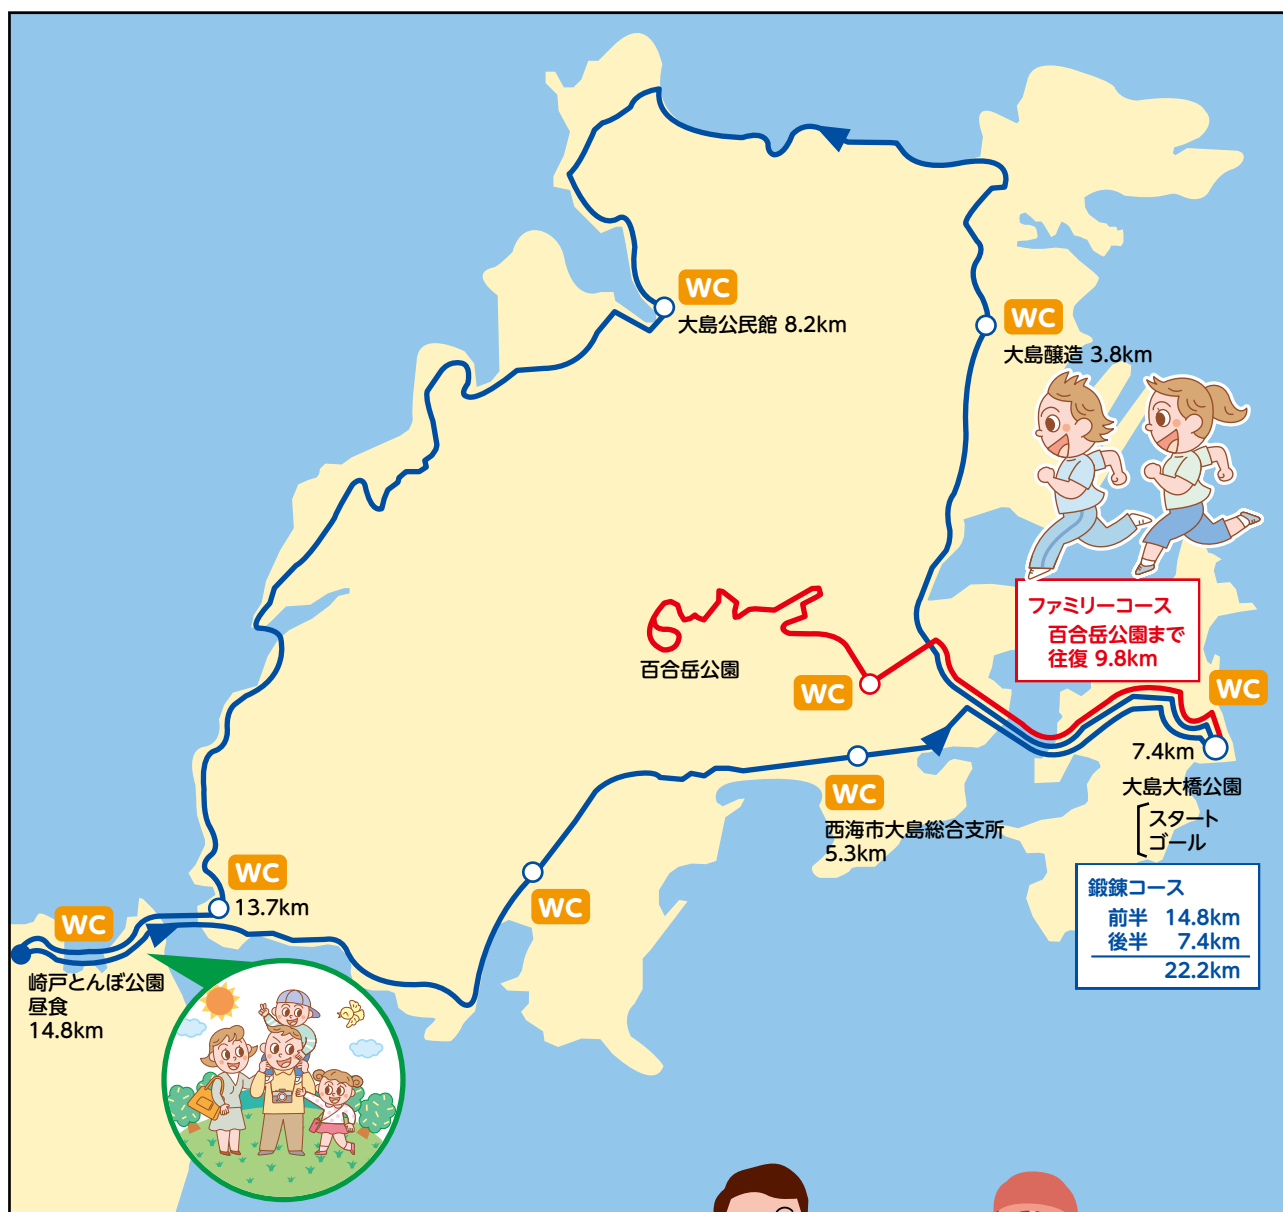 WC
大島公民館 8.2km
WC
大島醸造 3.8km
ファミリーコース
百合岳公園まで
往復 9.8km
百合岳公園
WC
WC
7.4km
大島大橋公園
スタート
ゴール
WC
西海市大島総合支所
5.3km
鍛錬コース
前半 14.8km
後半 7.4km
22.2km
WC
13.7km
WC
WC
崎戸とんぼ公園
昼食
14.8km